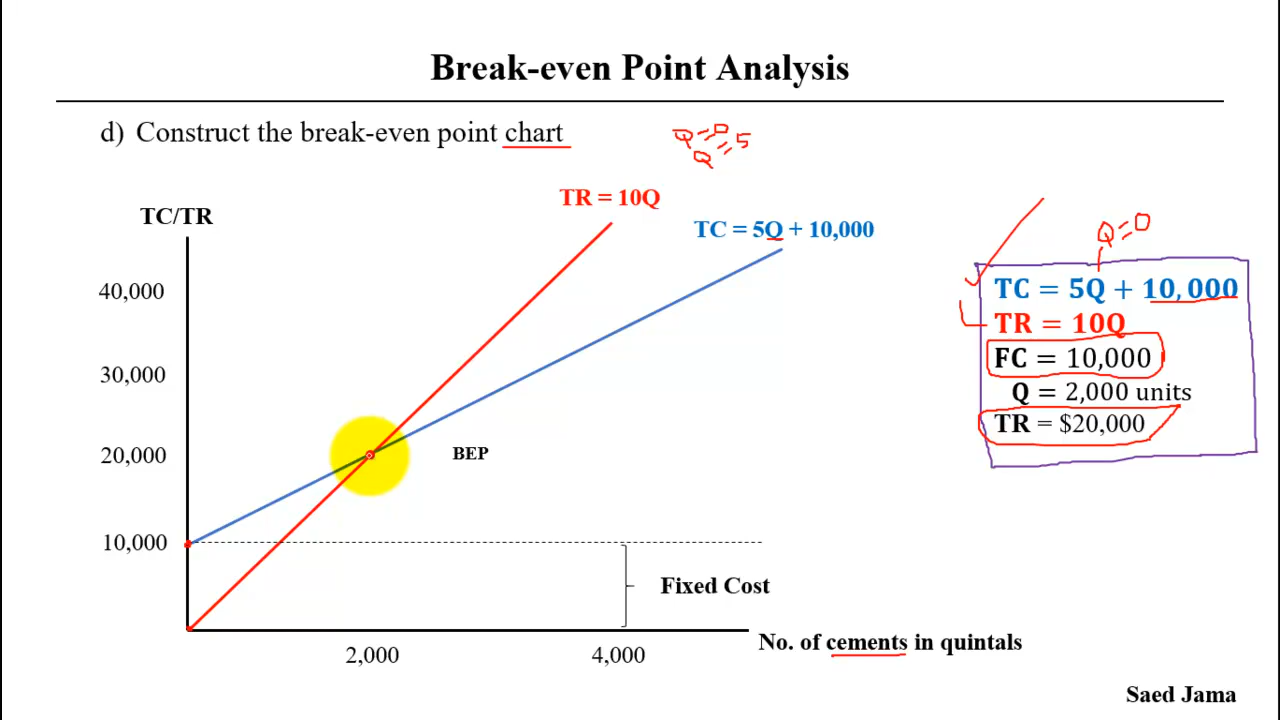 Break-even Point Analysis
d) Construct the break-even point chart
Q=0
Q=5
TR = 10Q
TC/TR
TC = 5Q + 10,000
Q=0
40,000
TC = 5Q + 10,000
TR = 10Q
FC = 10,000
30,000
Q = 2,000 units
TR = $20,000
20,000
BEP
10,000
Fixed Cost
No. of cements in quintals
2,000
4,000
Saed Jama